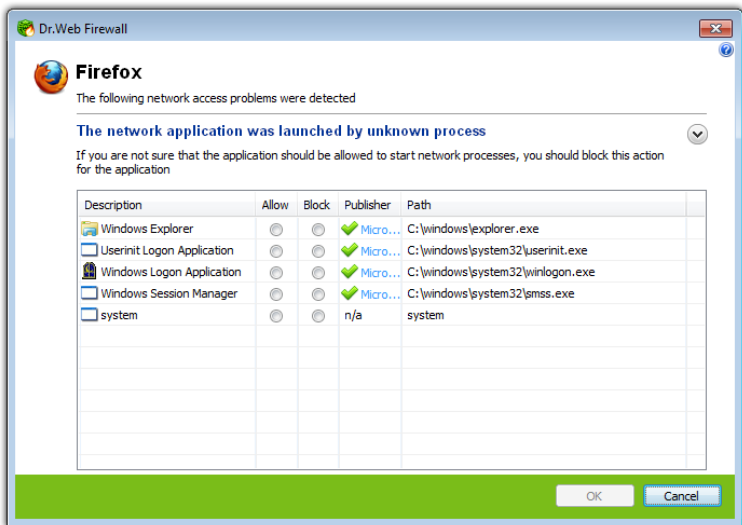 Dr.Web Firewall
Firefox
The following network access problems were detected
The network application was launched by unknown process
If you are not sure that the application should be allowed to start network processes, you should block this action
for the application
Description Allow Block Publisher Path
Windows Explorer Micro... C:\windows\explorer.exe
Userinit Logon Application Micro... C:\windows\system32\userinit.exe
Windows Logon Application Micro... C:\windows\system32\winlogon.exe
Windows Session Manager Micro... C:\windows\system32\smss.exe
system n/a system
OK Cancel